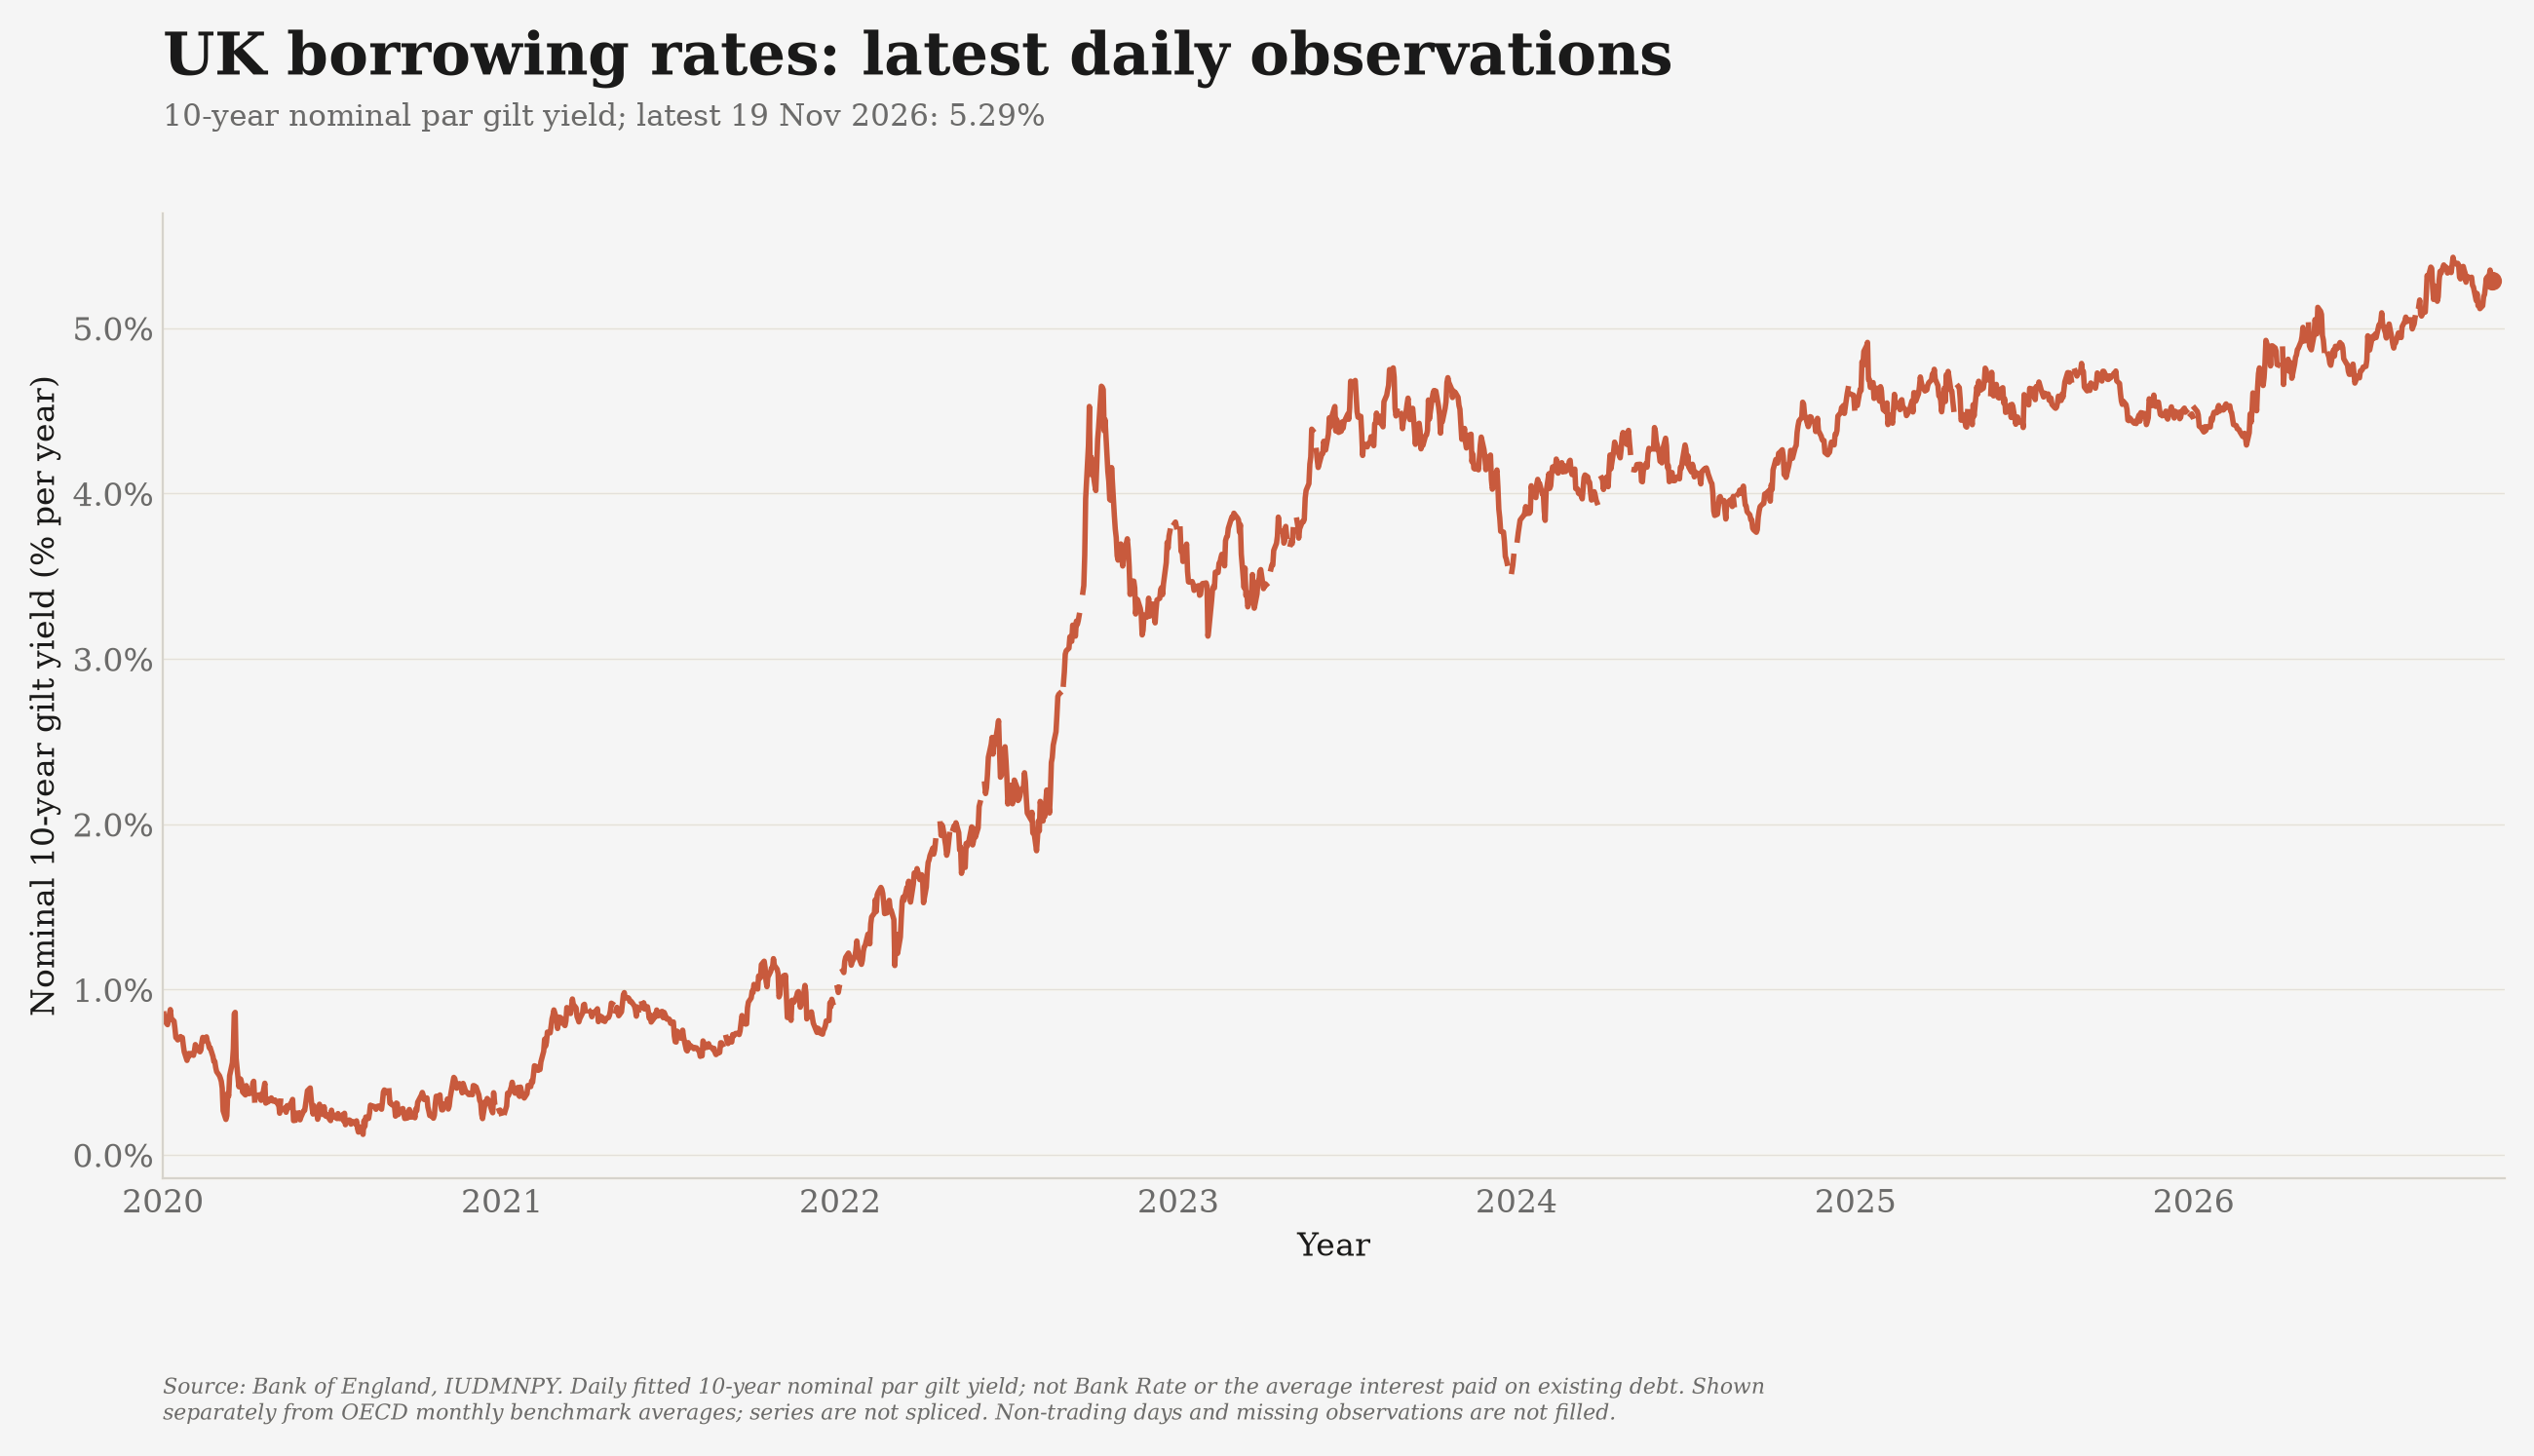 UK borrowing rates: latest daily observations
10-year nominal par gilt yield; latest 19 Nov 2026: 5.29%
Nominal 10-year gilt yield (% per year)
5.0%
4.0%
3.0%
2.0%
1.0%
0.0%
2020 2021 2022 2023 2024 2025 2026
Year
Source: Bank of England, IUDMNPY. Daily fitted 10-year nominal par gilt yield; not Bank Rate or the average interest paid on existing debt. Shown
separately from OECD monthly benchmark averages; series are not spliced. Non-trading days and missing observations are not filled.